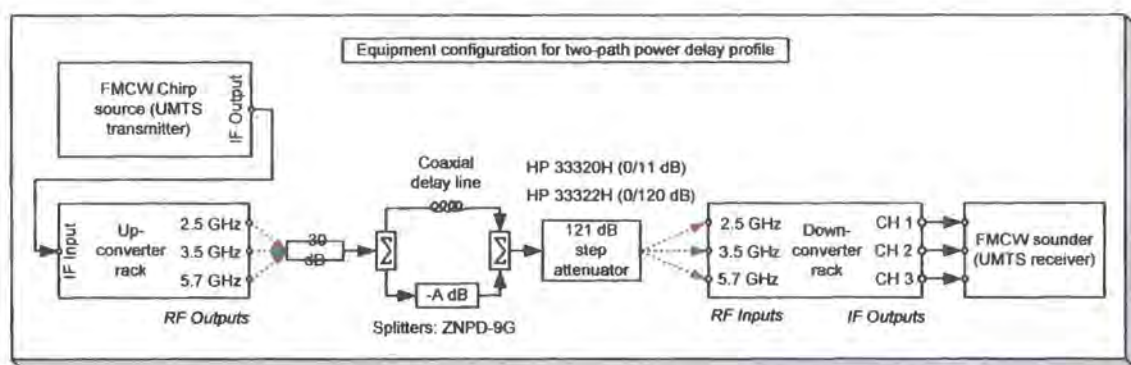 Equipment configuration for two-path power delay profile
FMCW Chirp
source (UMTS
transmitter)
IF Output
IF Input
Up-
converter
rack
2.5 GHz
3.5 GHz
5.7 GHz
RF Outputs
30
dB
Σ
Coaxial
delay line
-A dB
Σ
Splitters: ZNPD-9G
HP 33320H (0/11 dB)
HP 33322H (0/120 dB)
121 dB
step
attenuator
2.5 GHz
3.5 GHz
5.7 GHz
RF Inputs
Down-
converter
rack
CH 1
CH 2
CH 3
IF Outputs
FMCW sounder
(UMTS receiver)